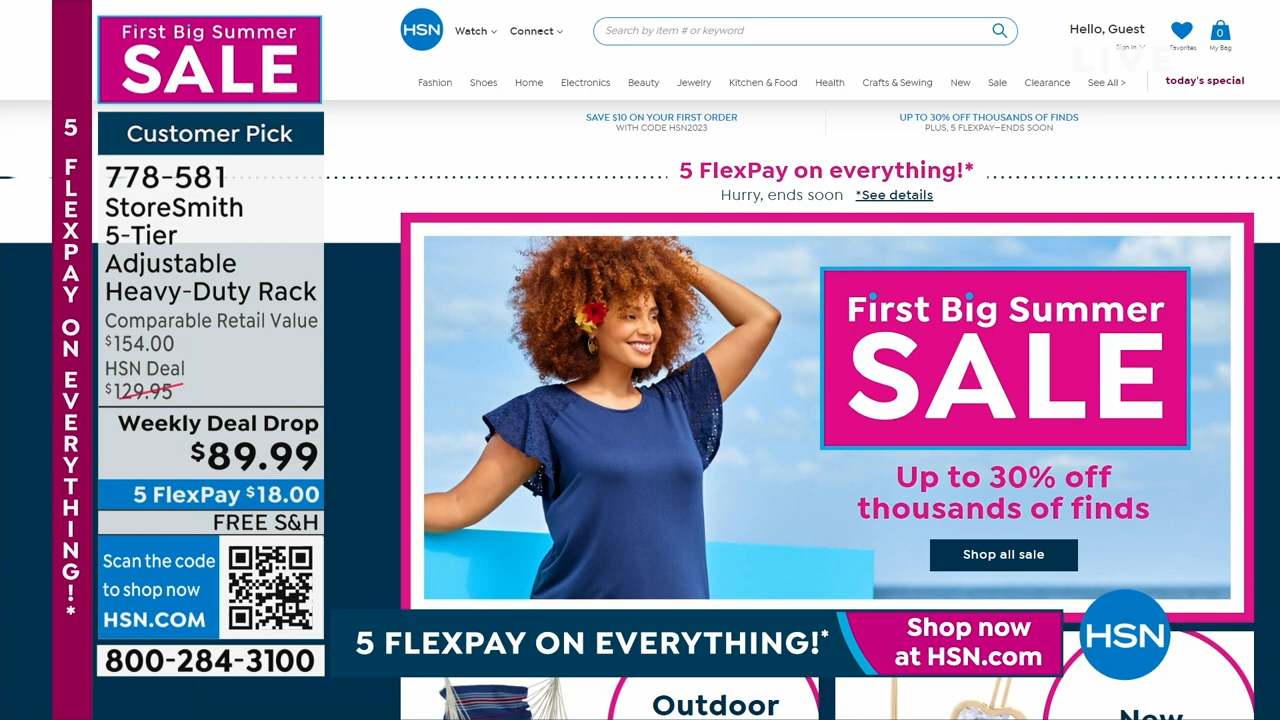 5 FLEXPAY ON EVERYTHING!*
First Big Summer
SALE
Customer Pick
778-581
StoreSmith
5-Tier
Adjustable
Heavy-Duty Rack
Comparable Retail Value
$154.00
HSN Deal
$129.95
Weekly Deal Drop
$89.99
5 FlexPay $18.00
FREE S&H
Scan the code
to shop now
HSN.COM
800-284-3100
HSN
Watch
Connect
Search by item # or keyword
Hello, Guest
Sign in
Favorites
0
My Bag
LIVE
Fashion Shoes Home Electronics Beauty Jewelry Kitchen & Food Health Crafts & Sewing New Sale Clearance See All >
today's special
SAVE $10 ON YOUR FIRST ORDER
WITH CODE HSN2023
UP TO 30% OFF THOUSANDS OF FINDS
PLUS, 5 FLEXPAY—ENDS SOON
5 FlexPay on everything!*
Hurry, ends soon *See details
First Big Summer
SALE
Up to 30% off
thousands of finds
Shop all sale
5 FLEXPAY ON EVERYTHING!*
Shop now
at HSN.com
HSN
Outdoor
New